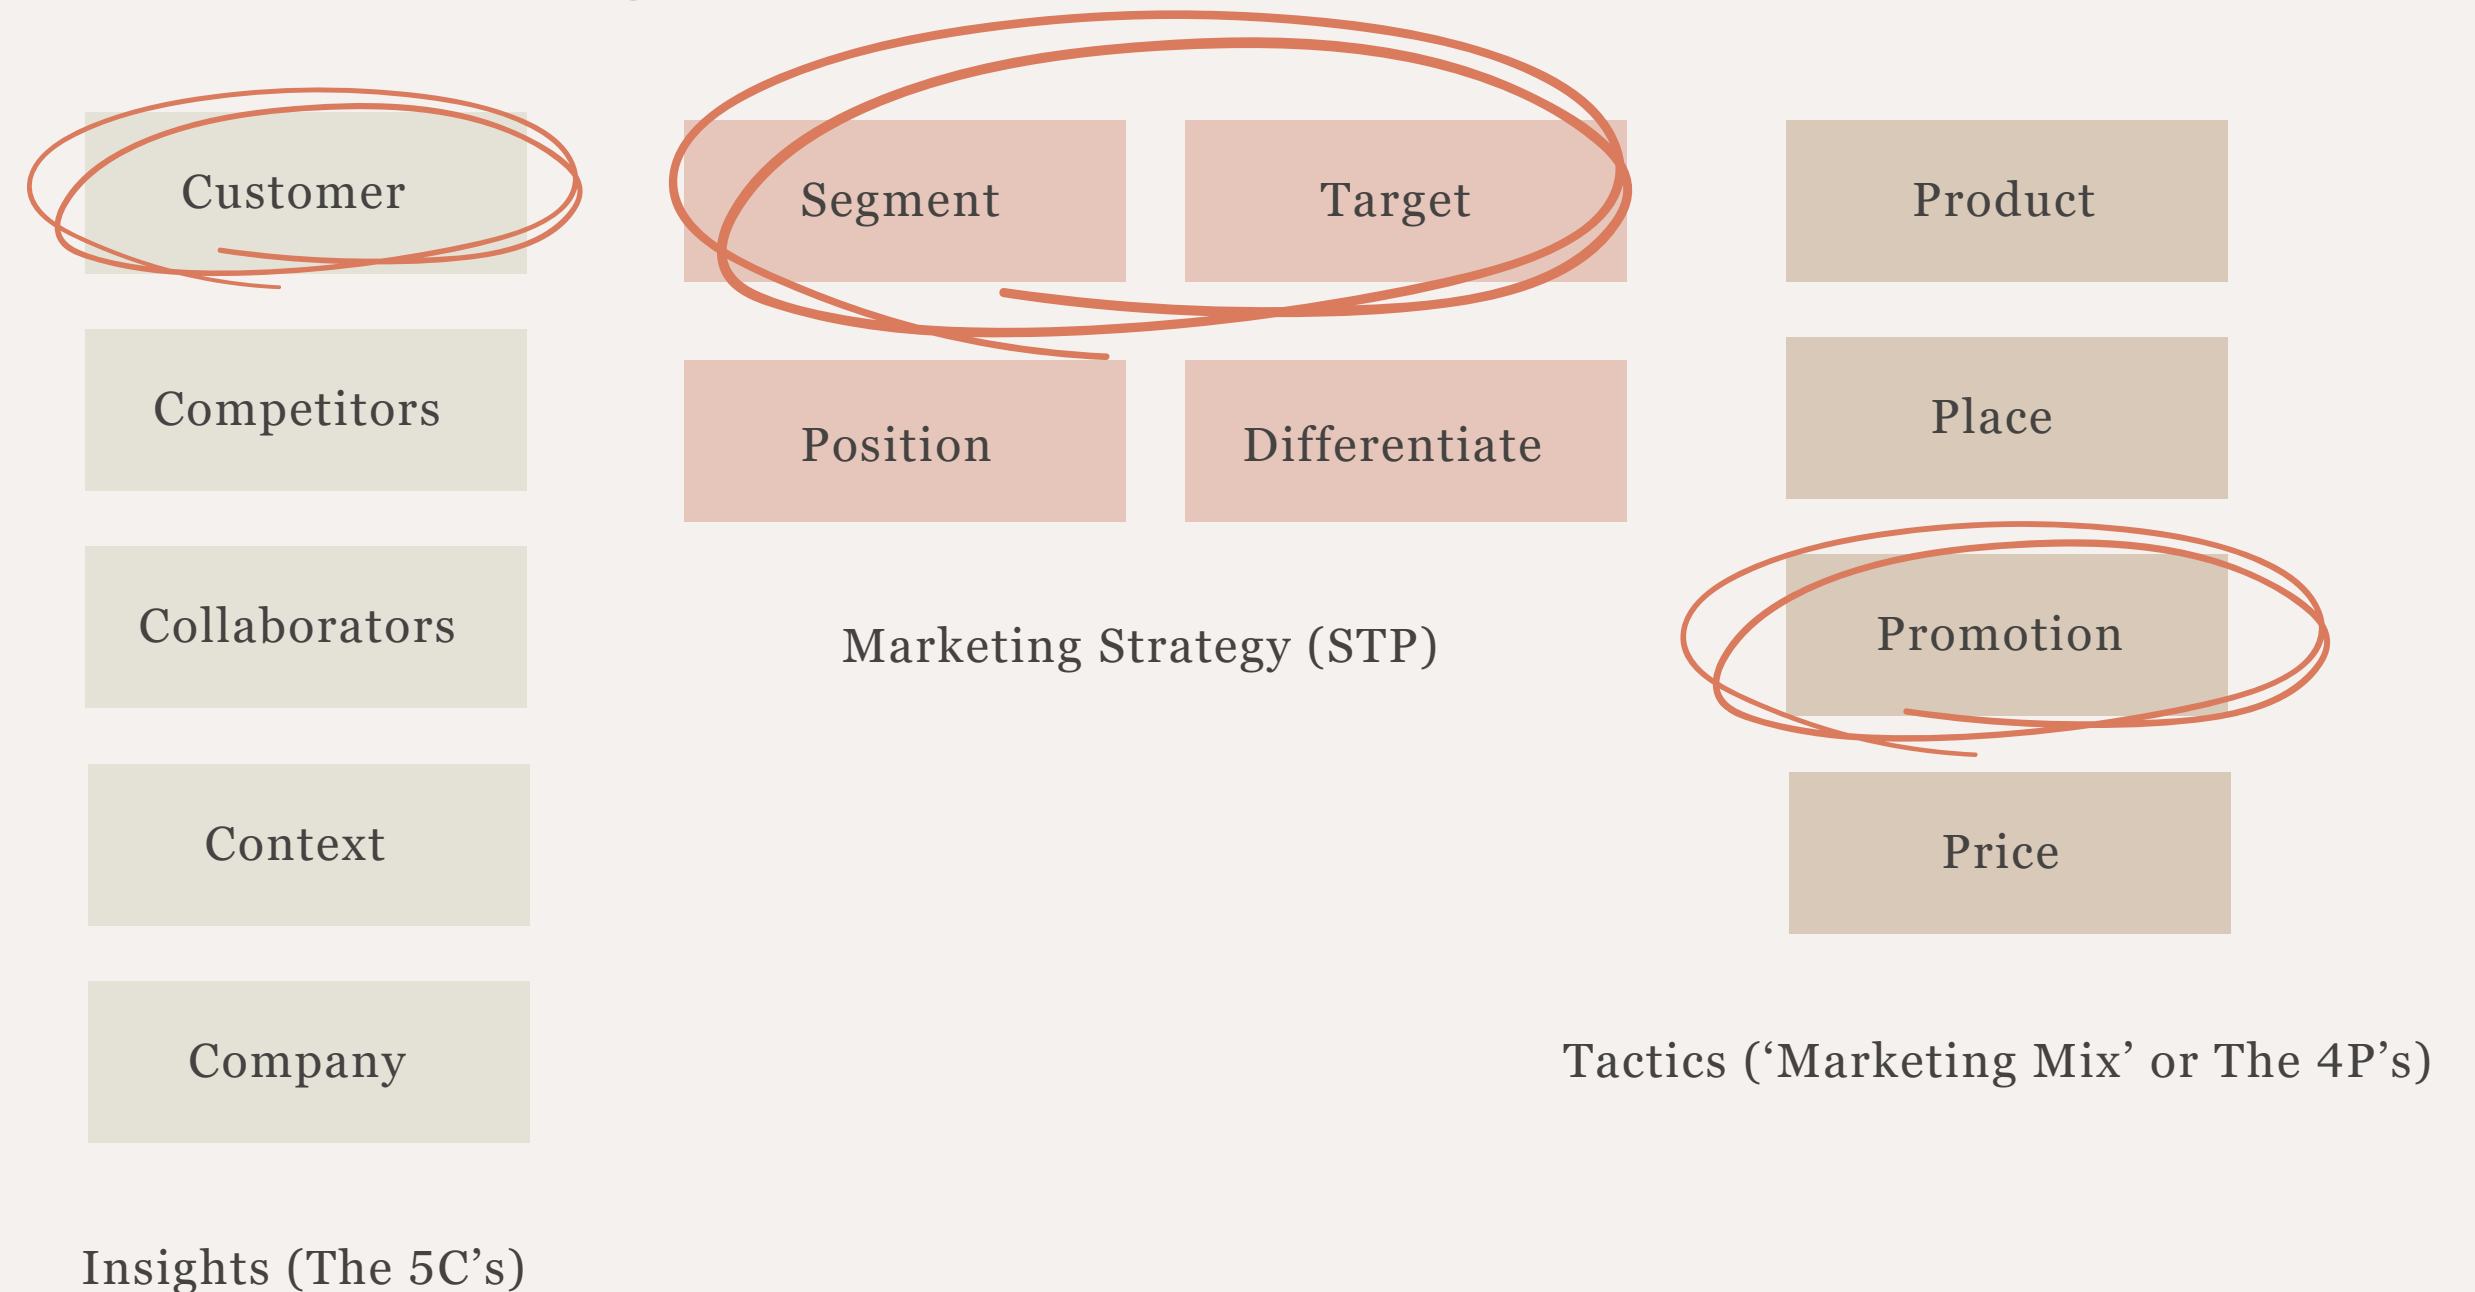 Customer
Competitors
Collaborators
Context
Company
Insights (The 5C’s)
Segment
Target
Position
Differentiate
Marketing Strategy (STP)
Product
Place
Promotion
Price
Tactics (‘Marketing Mix’ or The 4P’s)